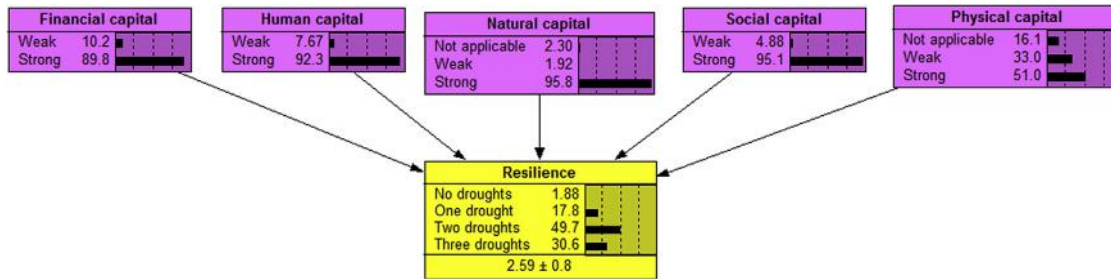 Financial capital
Weak 10.2
Strong 89.8
Human capital
Weak 7.67
Strong 92.3
Natural capital
Not applicable 2.30
Weak 1.92
Strong 95.8
Social capital
Weak 4.88
Strong 95.1
Physical capital
Not applicable 16.1
Weak 33.0
Strong 51.0
Resilience
No droughts 1.88
One drought 17.8
Two droughts 49.7
Three droughts 30.6
2.59 ± 0.8